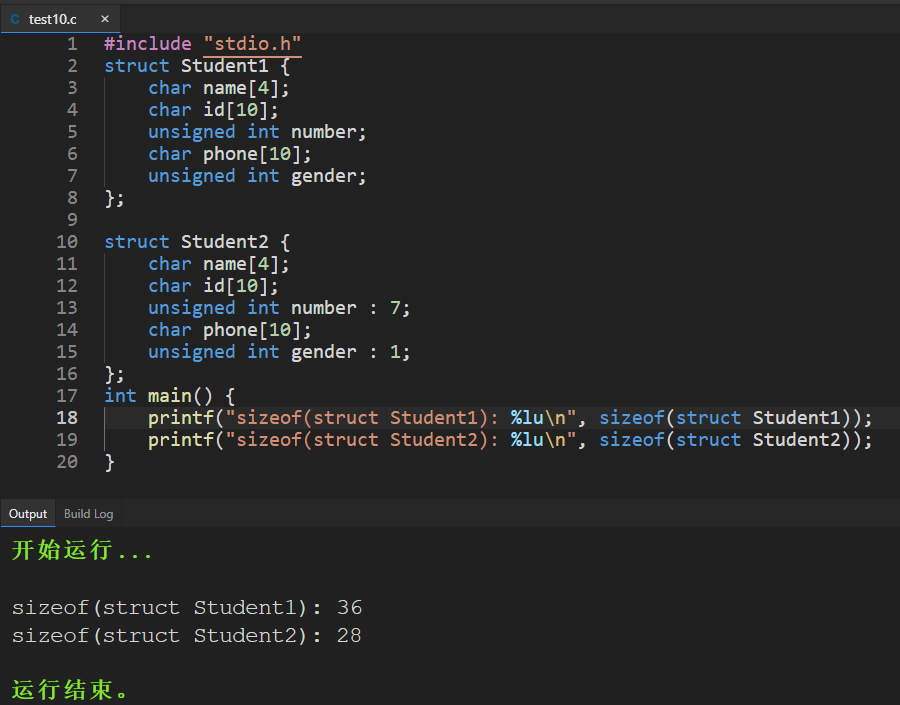 C test10.c ×
1 #include "stdio.h"
2 struct Student1 {
3     char name[4];
4     char id[10];
5     unsigned int number;
6     char phone[10];
7     unsigned int gender;
8 };
9
10 struct Student2 {
11     char name[4];
12     char id[10];
13     unsigned int number : 7;
14     char phone[10];
15     unsigned int gender : 1;
16 };
17 int main() {
18     printf("sizeof(struct Student1): %lu\n", sizeof(struct Student1));
19     printf("sizeof(struct Student2): %lu\n", sizeof(struct Student2));
20 }
Output Build Log
开始运行...
sizeof(struct Student1): 36
sizeof(struct Student2): 28
运行结束。